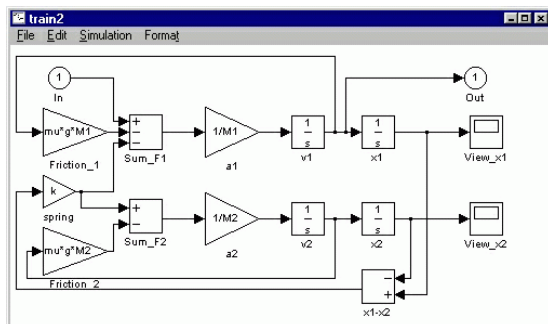 train2
File Edit Simulation Format
1
In
1
Out
mu*g*M1
Friction_1
+
−
−
Sum_F1
1/M1
a1
1
s
v1
1
s
x1
View_x1
k
spring
+
−
Sum_F2
1/M2
a2
1
s
v2
1
s
x2
View_x2
mu*g*M2
Friction_2
−
+
x1-x2